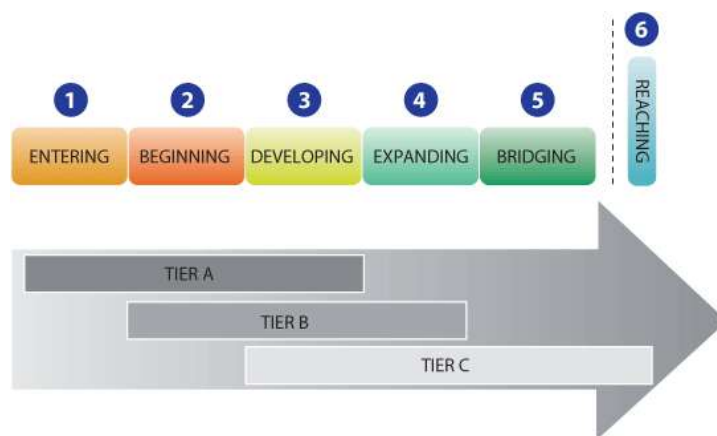 1
2
3
4
5
6
ENTERING
BEGINNING
DEVELOPING
EXPANDING
BRIDGING
REACHING
TIER A
TIER B
TIER C